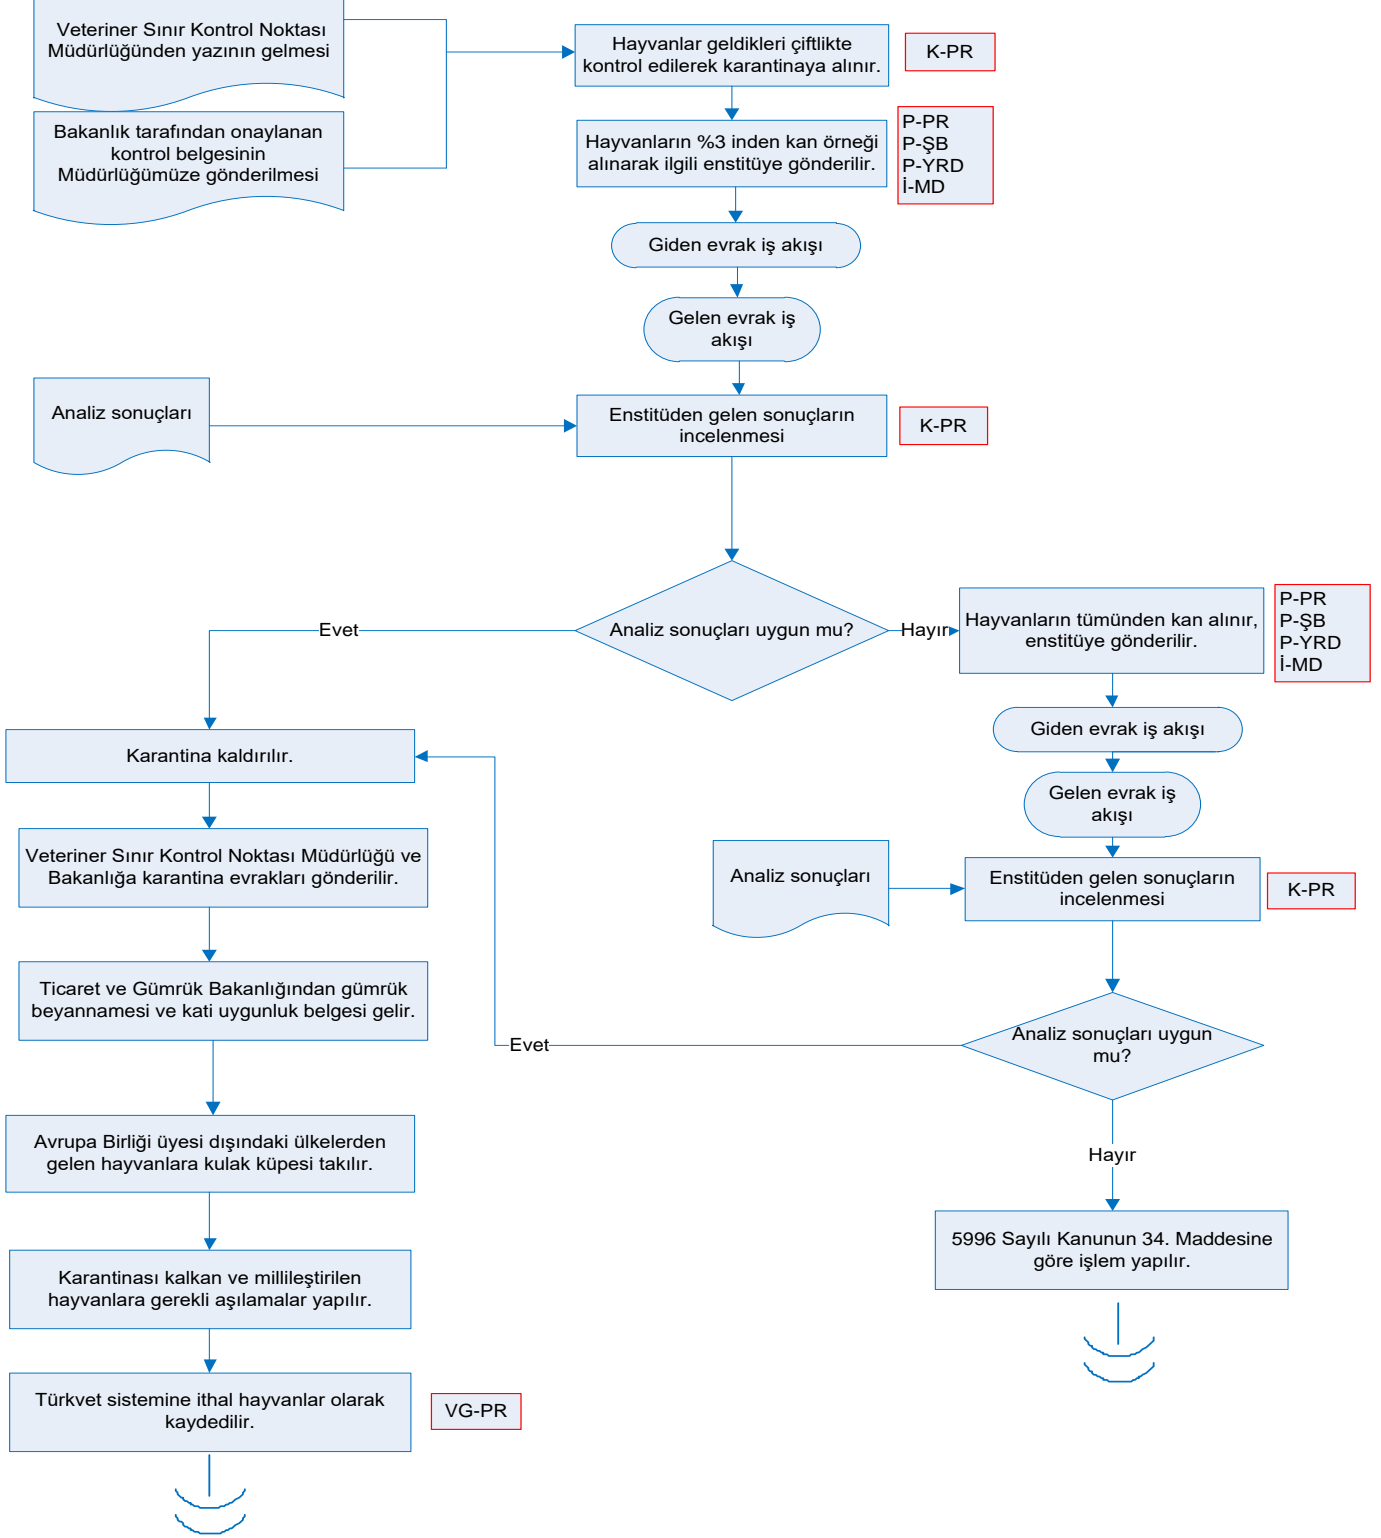 Veteriner Sınır Kontrol Noktası
Müdürlüğünden yazının gelmesi
Hayvanlar geldikleri çiftlikte
kontrol edilerek karantinaya alınır.
K-PR
Bakanlık tarafından onaylanan
kontrol belgesinin
Müdürlüğümüze gönderilmesi
Hayvanların %3 inden kan örneği
alınarak ilgili enstitüye gönderilir.
P-PR
P-ŞB
P-YRD
İ-MD
Giden evrak iş akışı
Gelen evrak iş
akışı
Analiz sonuçları
Enstitüden gelen sonuçların
incelenmesi
K-PR
Analiz sonuçları uygun mu?
Evet
Hayır
Hayvanların tümünden kan alınır,
enstitüye gönderilir.
P-PR
P-ŞB
P-YRD
İ-MD
Giden evrak iş akışı
Gelen evrak iş
akışı
Analiz sonuçları
Enstitüden gelen sonuçların
incelenmesi
K-PR
Analiz sonuçları uygun
mu?
Evet
Hayır
5996 Sayılı Kanunun 34. Maddesine
göre işlem yapılır.
Karantina kaldırılır.
Veteriner Sınır Kontrol Noktası Müdürlüğü ve
Bakanlığa karantina evrakları gönderilir.
Ticaret ve Gümrük Bakanlığından gümrük
beyannamesi ve kati uygunluk belgesi gelir.
Avrupa Birliği üyesi dışındaki ülkelerden
gelen hayvanlara kulak küpesi takılır.
Karantinası kalkan ve millileştirilen
hayvanlara gerekli aşılamalar yapılır.
Türkvet sistemine ithal hayvanlar olarak
kaydedilir.
VG-PR